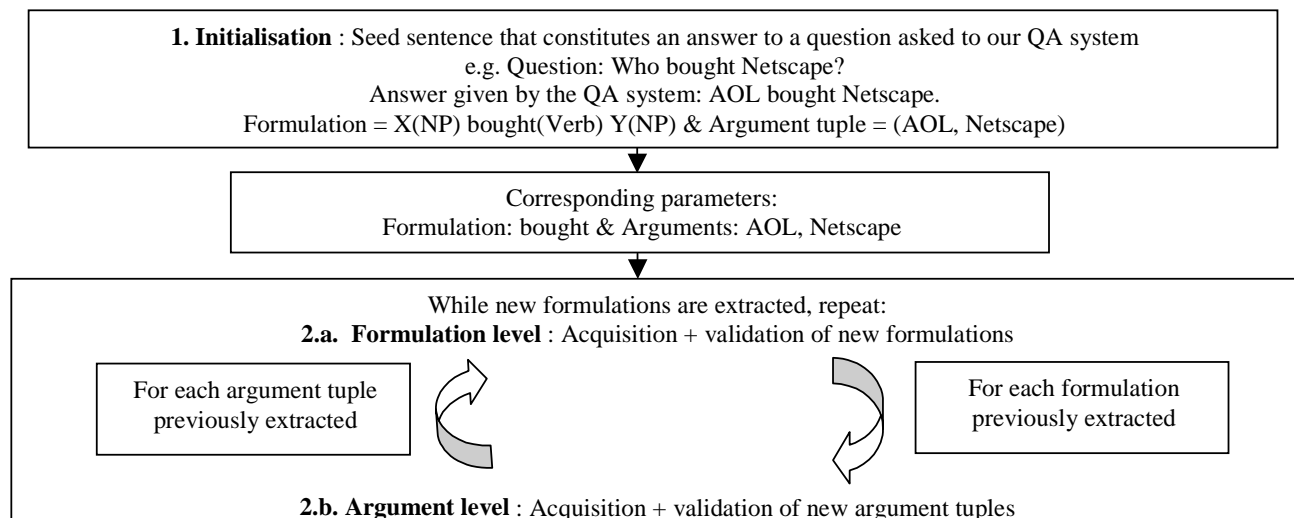 1. Initialisation : Seed sentence that constitutes an answer to a question asked to our QA system
e.g. Question: Who bought Netscape?
Answer given by the QA system: AOL bought Netscape.
Formulation = X(NP) bought(Verb) Y(NP) & Argument tuple = (AOL, Netscape)
Corresponding parameters:
Formulation: bought & Arguments: AOL, Netscape
While new formulations are extracted, repeat:
2.a. Formulation level : Acquisition + validation of new formulations
For each argument tuple
previously extracted
For each formulation
previously extracted
2.b. Argument level : Acquisition + validation of new argument tuples